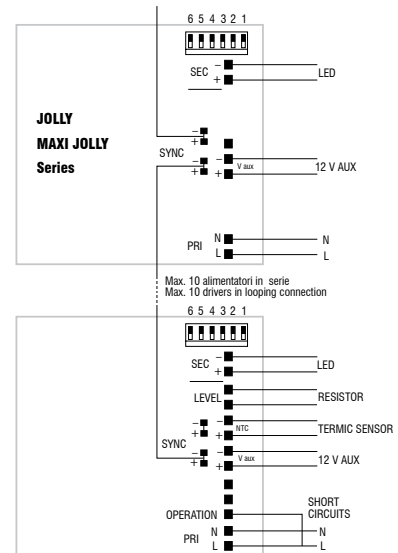 6 5 4 3 2 1
SEC
−
+
LED
JOLLY
MAXI JOLLY
Series
SYNC
−
+
−
+
−
+
V aux
12 V AUX
PRI
N
L
N
L
Max. 10 alimentatori in serie
Max. 10 drivers in looping connection
6 5 4 3 2 1
SEC
−
+
LED
LEVEL
RESISTOR
SYNC
−
+
−
+
NTC
TERMIC SENSOR
−
+
−
+
V aux
12 V AUX
OPERATION
SHORT
CIRCUITS
PRI
N
L
N
L